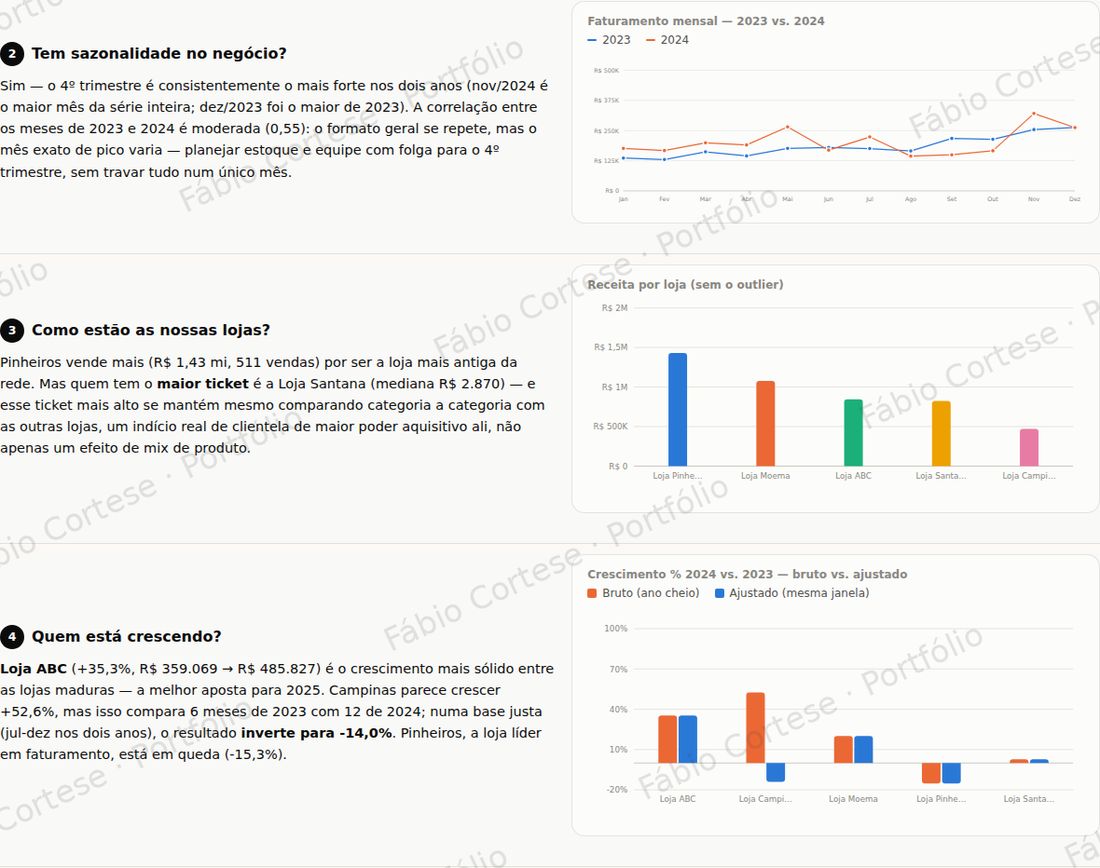 2 Tem sazonalidade no negócio?
Sim — o 4º trimestre é consistentemente o mais forte nos dois anos (nov/2024 é
o maior mês da série inteira; dez/2023 foi o maior de 2023). A correlação entre
os meses de 2023 e 2024 é moderada (0,55): o formato geral se repete, mas o
mês exato de pico varia — planejar estoque e equipe com folga para o 4º
trimestre, sem travar tudo num único mês.
Faturamento mensal — 2023 vs. 2024
2023 2024
R$ 500K
R$ 375K
R$ 250K
R$ 125K
R$ 0
Jan Fev Mar Abr Mai Jun Jul Ago Set Out Nov Dez
3 Como estão as nossas lojas?
Pinheiros vende mais (R$ 1,43 mi, 511 vendas) por ser a loja mais antiga da
rede. Mas quem tem o maior ticket é a Loja Santana (mediana R$ 2.870) — e
esse ticket mais alto se mantém mesmo comparando categoria a categoria com
as outras lojas, um indício real de clientela de maior poder aquisitivo ali, não
apenas um efeito de mix de produto.
Receita por loja (sem o outlier)
R$ 2M
R$ 1,5M
R$ 1M
R$ 500K
R$ 0
Loja Pinhe... Loja Moema Loja ABC Loja Santa... Loja Campi...
4 Quem está crescendo?
Loja ABC (+35,3%, R$ 359.069 → R$ 485.827) é o crescimento mais sólido entre
as lojas maduras — a melhor aposta para 2025. Campinas parece crescer
+52,6%, mas isso compara 6 meses de 2023 com 12 de 2024; numa base justa
(jul-dez nos dois anos), o resultado inverte para -14,0%. Pinheiros, a loja líder
em faturamento, está em queda (-15,3%).
Crescimento % 2024 vs. 2023 — bruto vs. ajustado
Bruto (ano cheio) Ajustado (mesma janela)
100%
70%
40%
10%
-20%
Loja ABC Loja Campi... Loja Moema Loja Pinhe... Loja Santa...
Fábio Cortese · Portfólio
Fábio Cortese · Portfólio
Fábio Cortese · Portfólio
Fábio Cortese · Portfólio